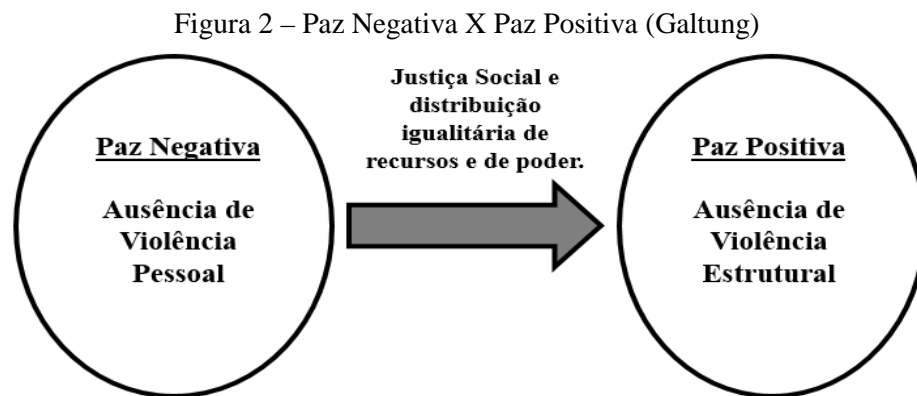 Figura 2 – Paz Negativa X Paz Positiva (Galtung)
Paz Negativa
Ausência de
Violência
Pessoal
Justiça Social e
distribuição
igualitária de
recursos e de poder.
Paz Positiva
Ausência de
Violência
Estrutural